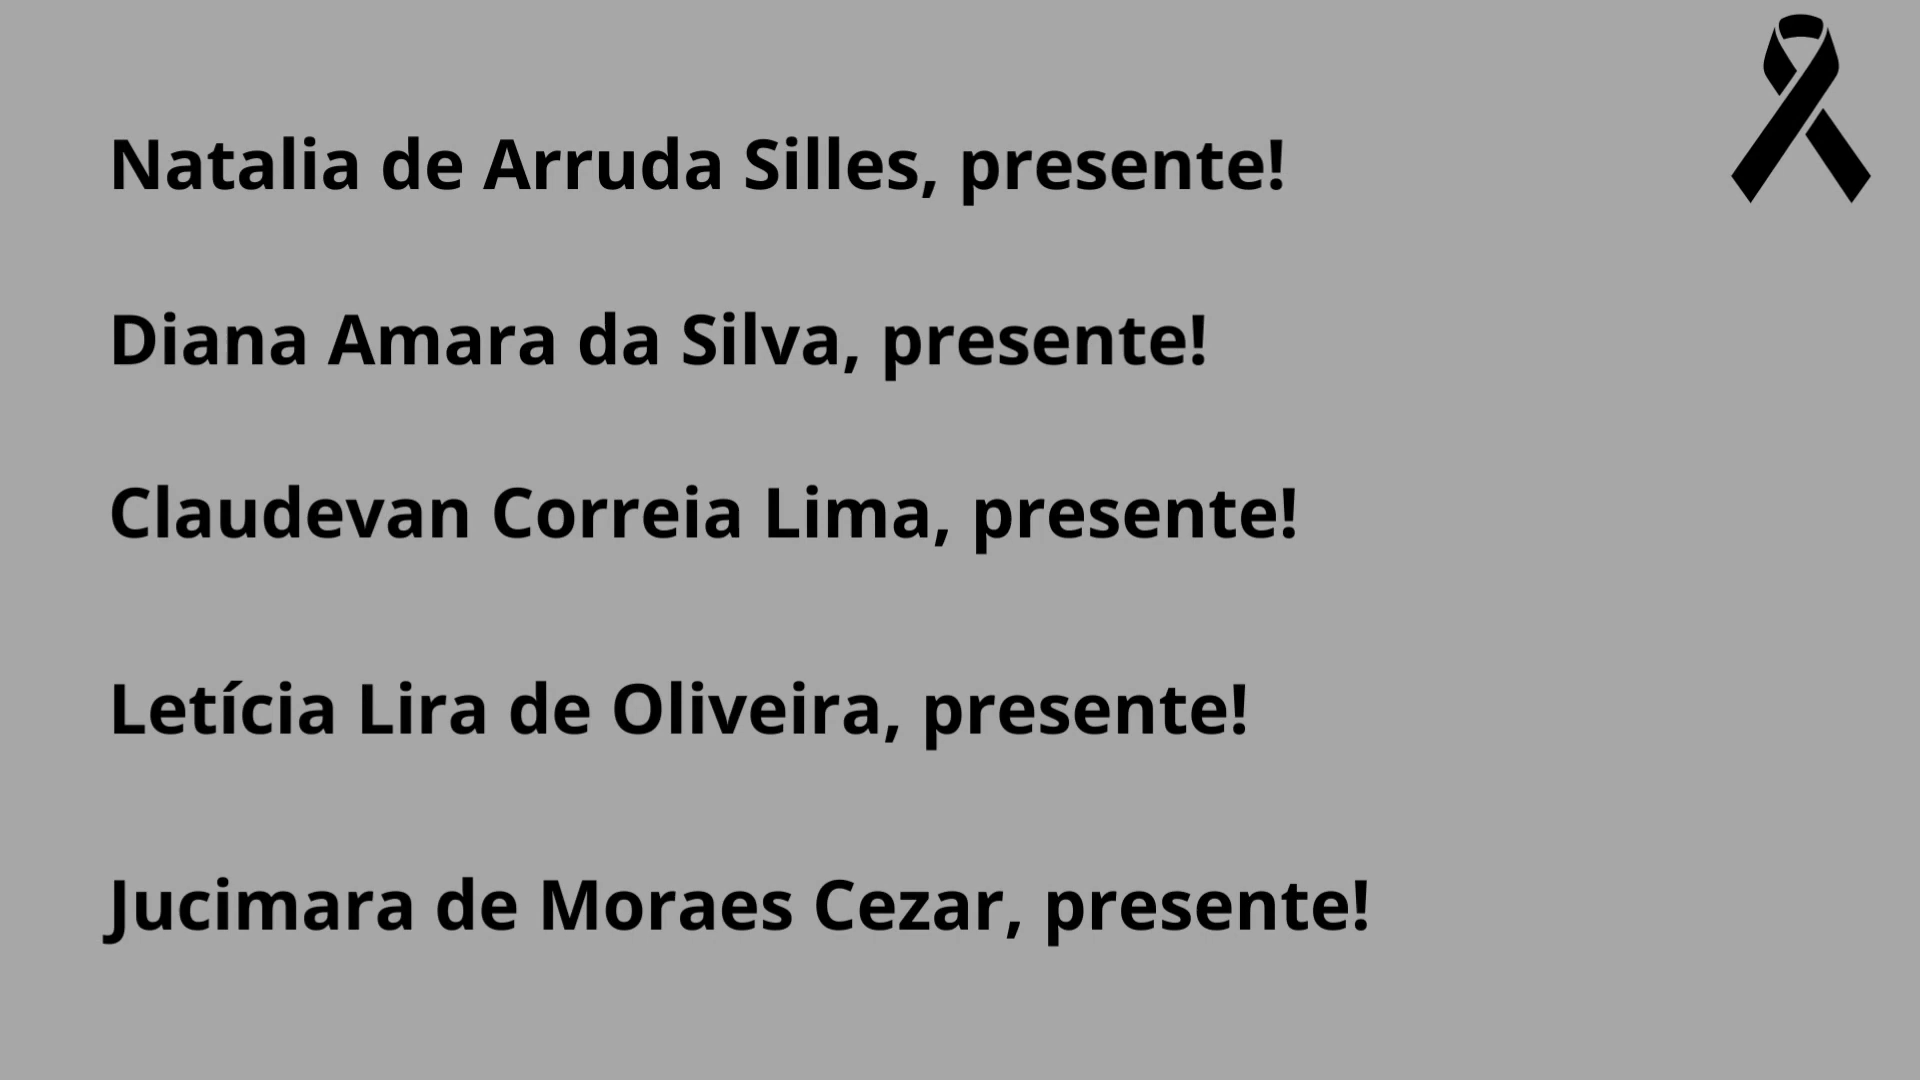 Natalia de Arruda Silles, presente!
Diana Amara da Silva, presente!
Claudevan Correia Lima, presente!
Letícia Lira de Oliveira, presente!
Jucimara de Moraes Cezar, presente!